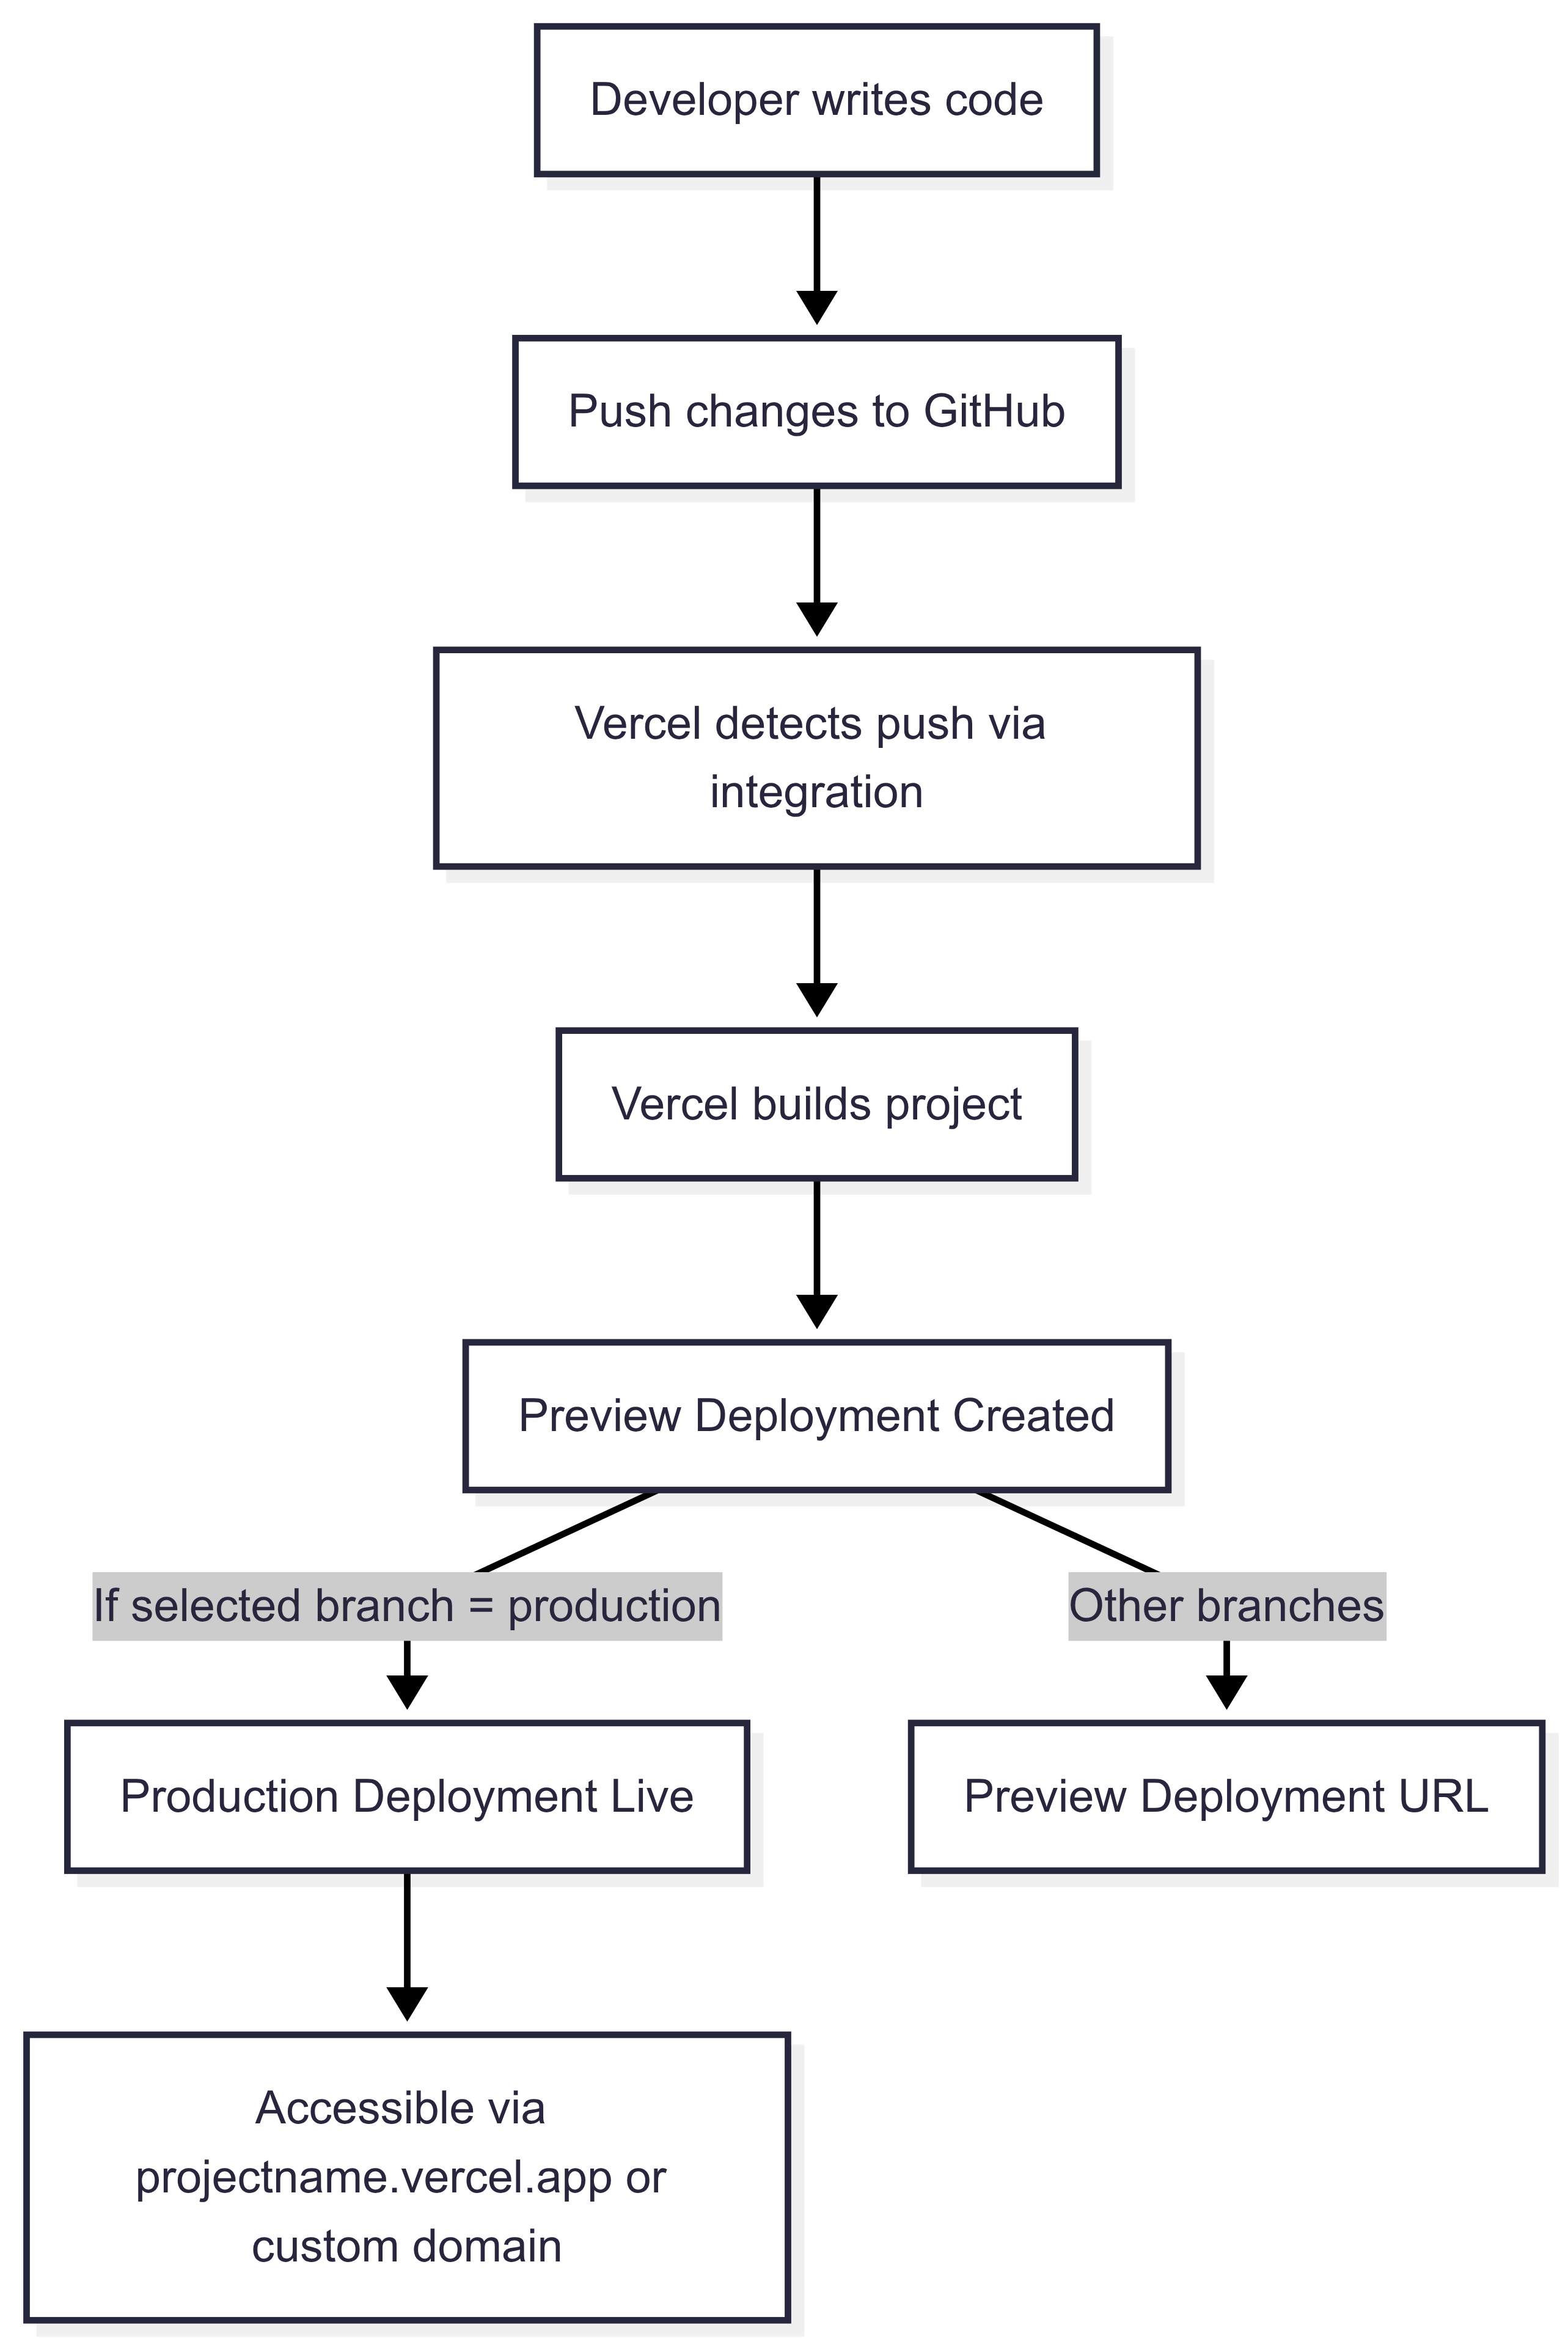 Developer writes code
Push changes to GitHub
Vercel detects push via
integration
Vercel builds project
Preview Deployment Created
If selected branch = production
Other branches
Production Deployment Live
Preview Deployment URL
Accessible via
projectname.vercel.app or
custom domain